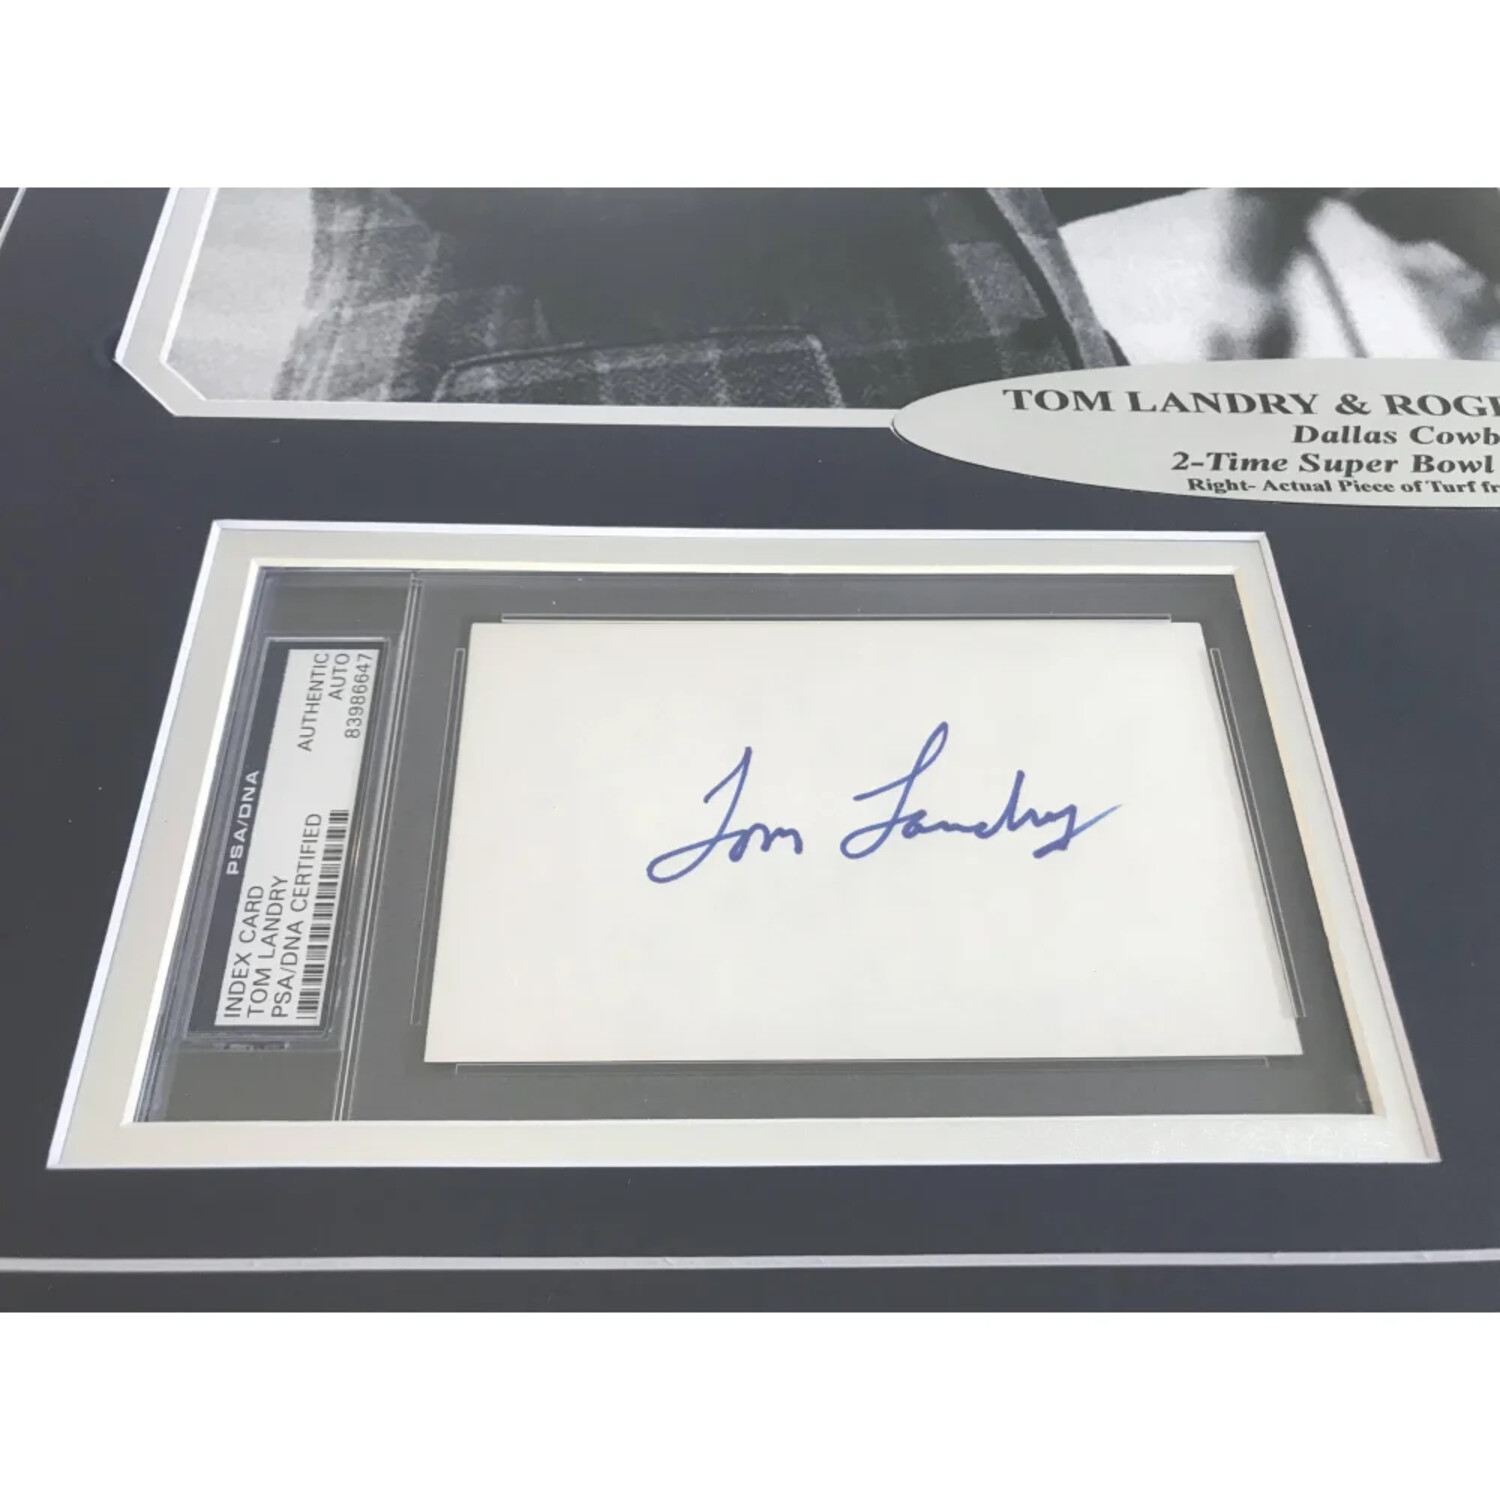 TOM LANDRY & ROG
Dallas Cowb
2-Time Super Bowl
Right- Actual Piece of Turf fr
PSA/DNA
INDEX CARD
TOM LANDRY
PSA/DNA CERTIFIED
AUTHENTIC
AUTO
83986647
Tom Landry